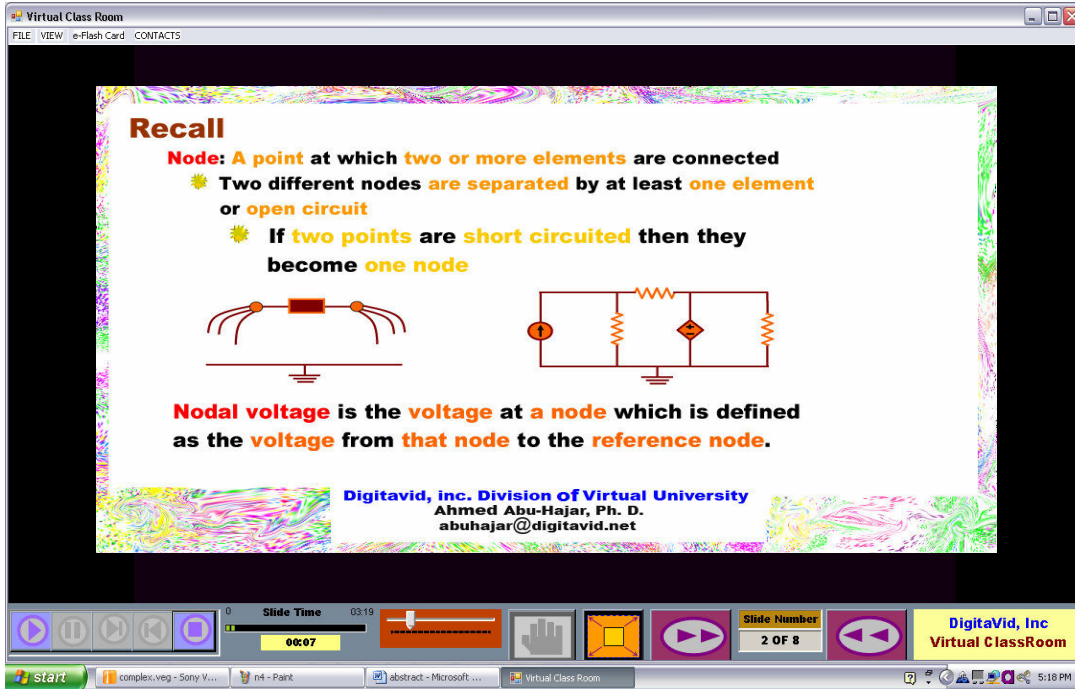 Virtual Class Room
FILE VIEW e-Flash Card CONTACTS
Recall
Node: A point at which two or more elements are connected
Two different nodes are separated by at least one element
or open circuit
If two points are short circuited then they
become one node
Nodal voltage is the voltage at a node which is defined
as the voltage from that node to the reference node.
Digitavid, inc. Division of Virtual University
Ahmed Abu-Hajar, Ph. D.
abuhajar@digitavid.net
0 Slide Time 03:19
00:07
Slide Number
2 OF 8
DigitaVid, Inc
Virtual ClassRoom
start complex.veg - Sony V... n4 - Paint abstract - Microsoft ... Virtual Class Room 5:18 PM